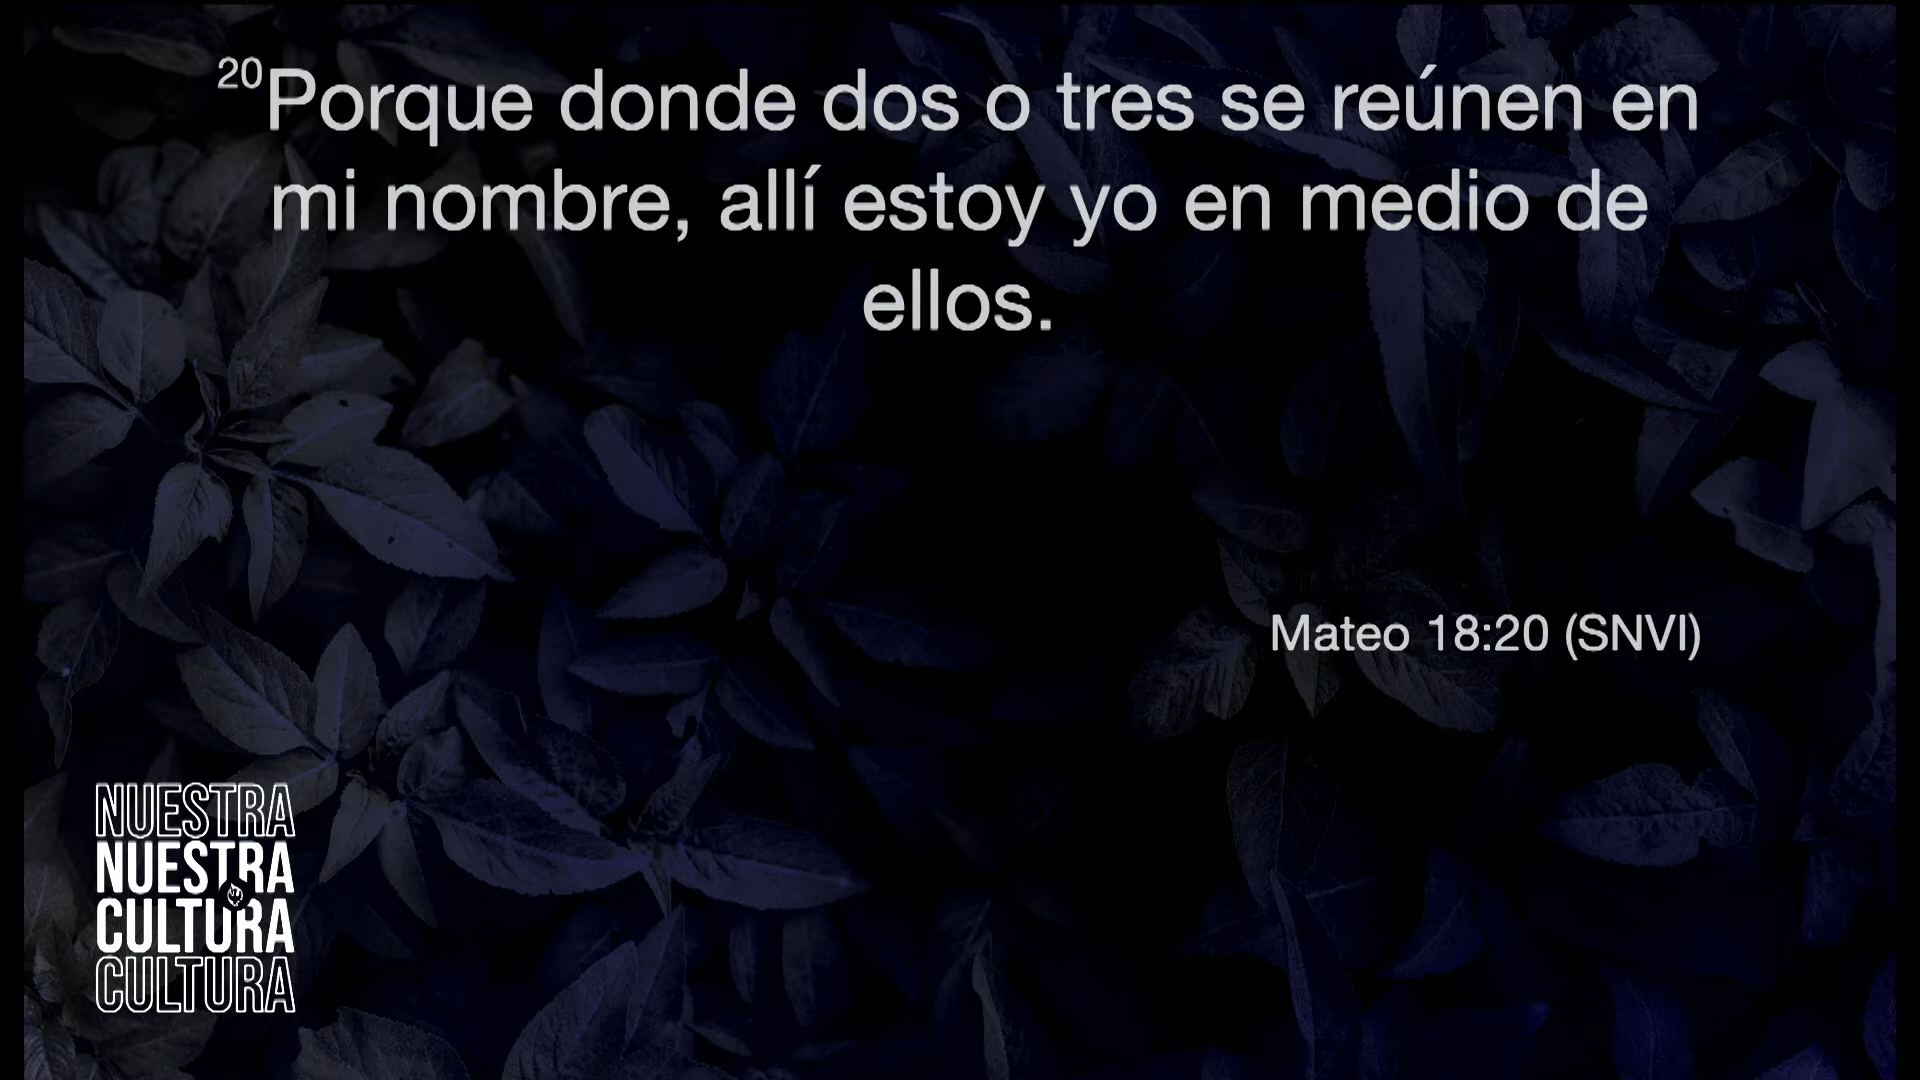 20Porque donde dos o tres se reúnen en
mi nombre, allí estoy yo en medio de
ellos.
Mateo 18:20 (SNVI)
NUESTRA
NUESTRA
CULTURA
CULTURA